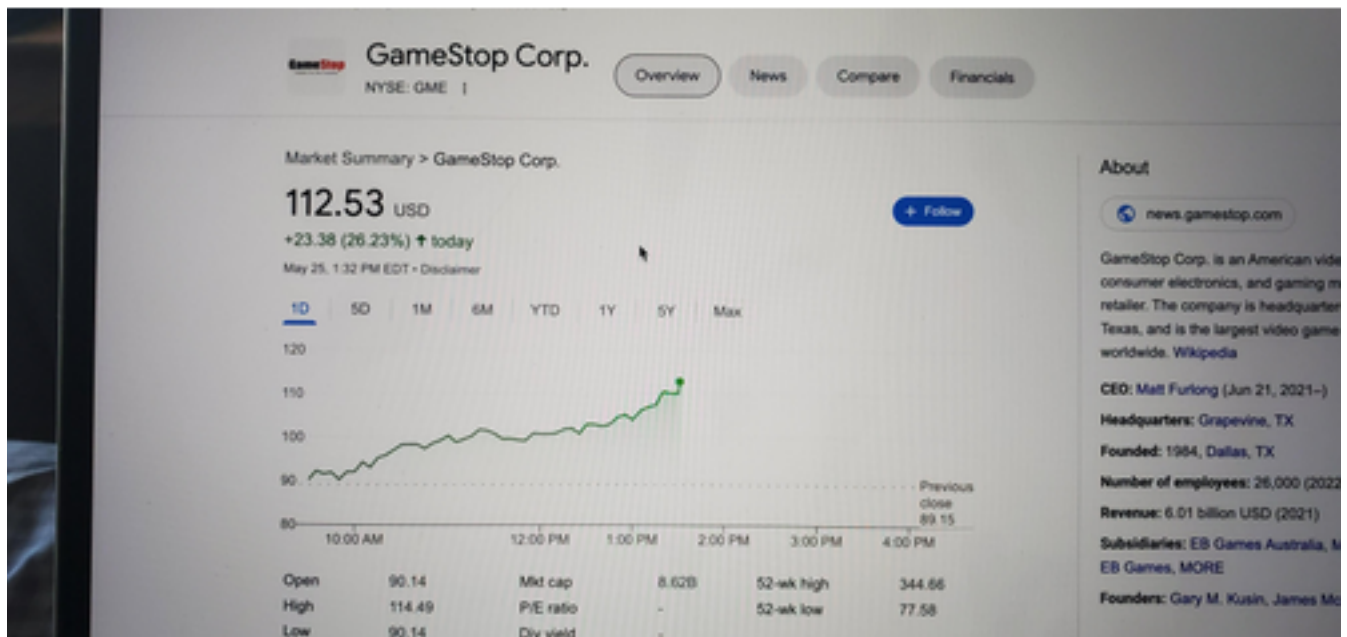 GameStop
GameStop Corp.
NYSE: GME
Overview
News
Compare
Financials
Market Summary > GameStop Corp.
112.53 USD
+ Follow
+23.38 (26.23%) ↑ today
May 25, 1:32 PM EDT • Disclaimer
1D 5D 1M 6M YTD 1Y 5Y Max
120
110
100
90
80
Previous
close
89.15
10:00 AM 12:00 PM 1:00 PM 2:00 PM 3:00 PM 4:00 PM
Open 90.14 Mkt cap 8.62B 52-wk high 344.66
High 114.49 P/E ratio - 52-wk low 77.58
Low 90.14 Div yield -
About
news.gamestop.com
GameStop Corp. is an American vide
consumer electronics, and gaming m
retailer. The company is headquarter
Texas, and is the largest video game
worldwide. Wikipedia
CEO: Matt Furlong (Jun 21, 2021–)
Headquarters: Grapevine, TX
Founded: 1984, Dallas, TX
Number of employees: 26,000 (2022
Revenue: 6.01 billion USD (2021)
Subsidiaries: EB Games Australia, M
EB Games, MORE
Founders: Gary M. Kusin, James Mc